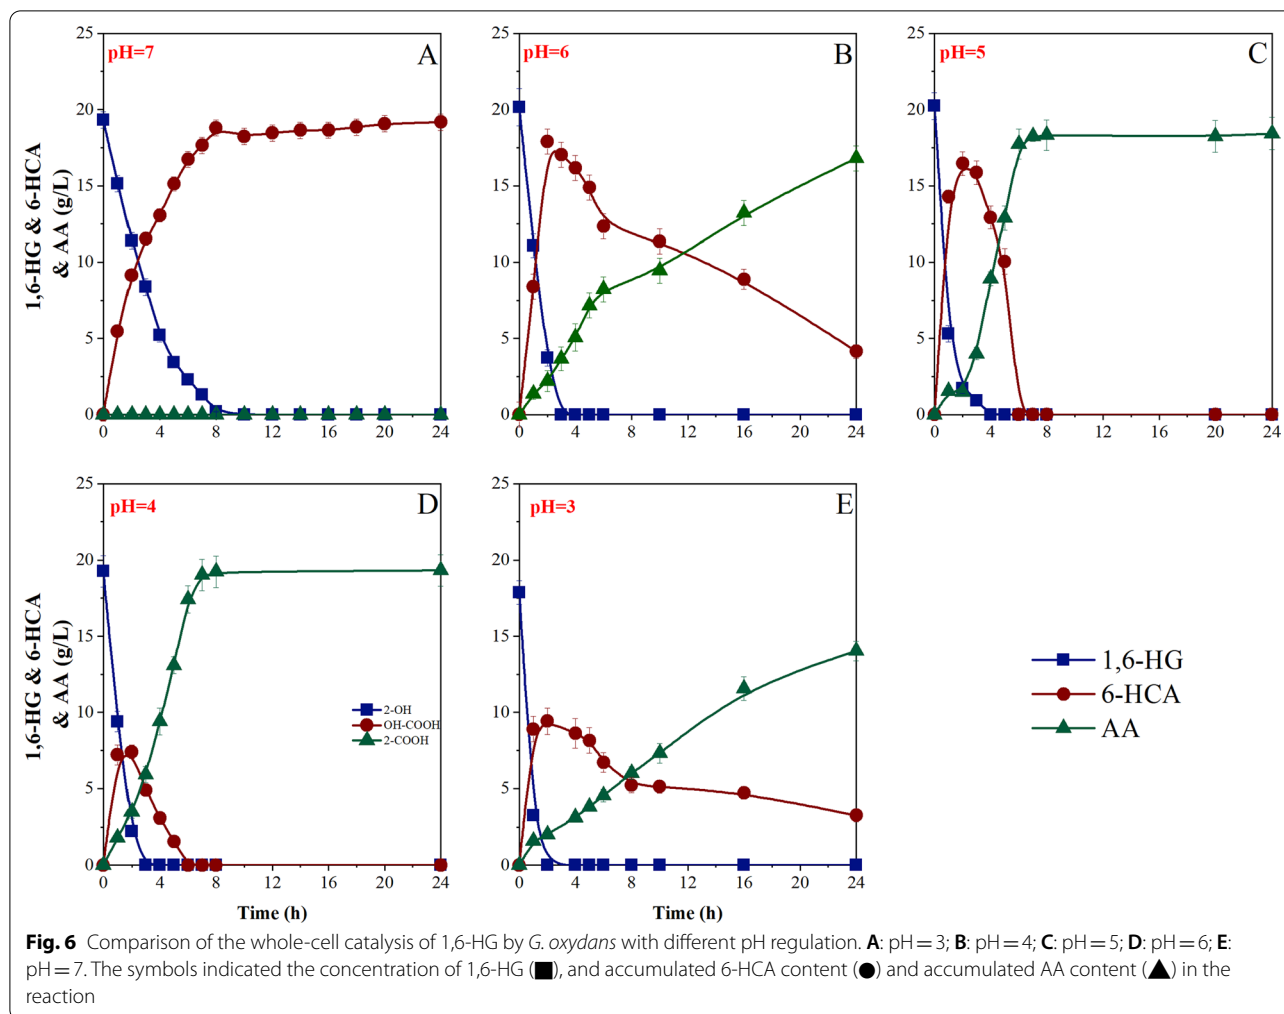 25
20
15
10
5
0
pH=7
A
1,6-HG & 6-HCA
& AA (g/L)
0 4 8 12 16 20 24
25
20
15
10
5
0
pH=6
B
0 4 8 12 16 20 24
25
20
15
10
5
0
pH=5
C
0 4 8 12 16 20 24
25
20
15
10
5
0
pH=4
D
1,6-HG & 6-HCA
& AA (g/L)
2-OH
OH-COOH
2-COOH
0 4 8 12 16 20 24
Time (h)
25
20
15
10
5
0
pH=3
E
0 4 8 12 16 20 24
Time (h)
1,6-HG
6-HCA
AA
Fig. 6 Comparison of the whole-cell catalysis of 1,6-HG by G. oxydans with different pH regulation. A: pH = 3; B: pH = 4; C: pH = 5; D: pH = 6; E:
pH = 7. The symbols indicated the concentration of 1,6-HG (■), and accumulated 6-HCA content (●) and accumulated AA content (▲) in the
reaction